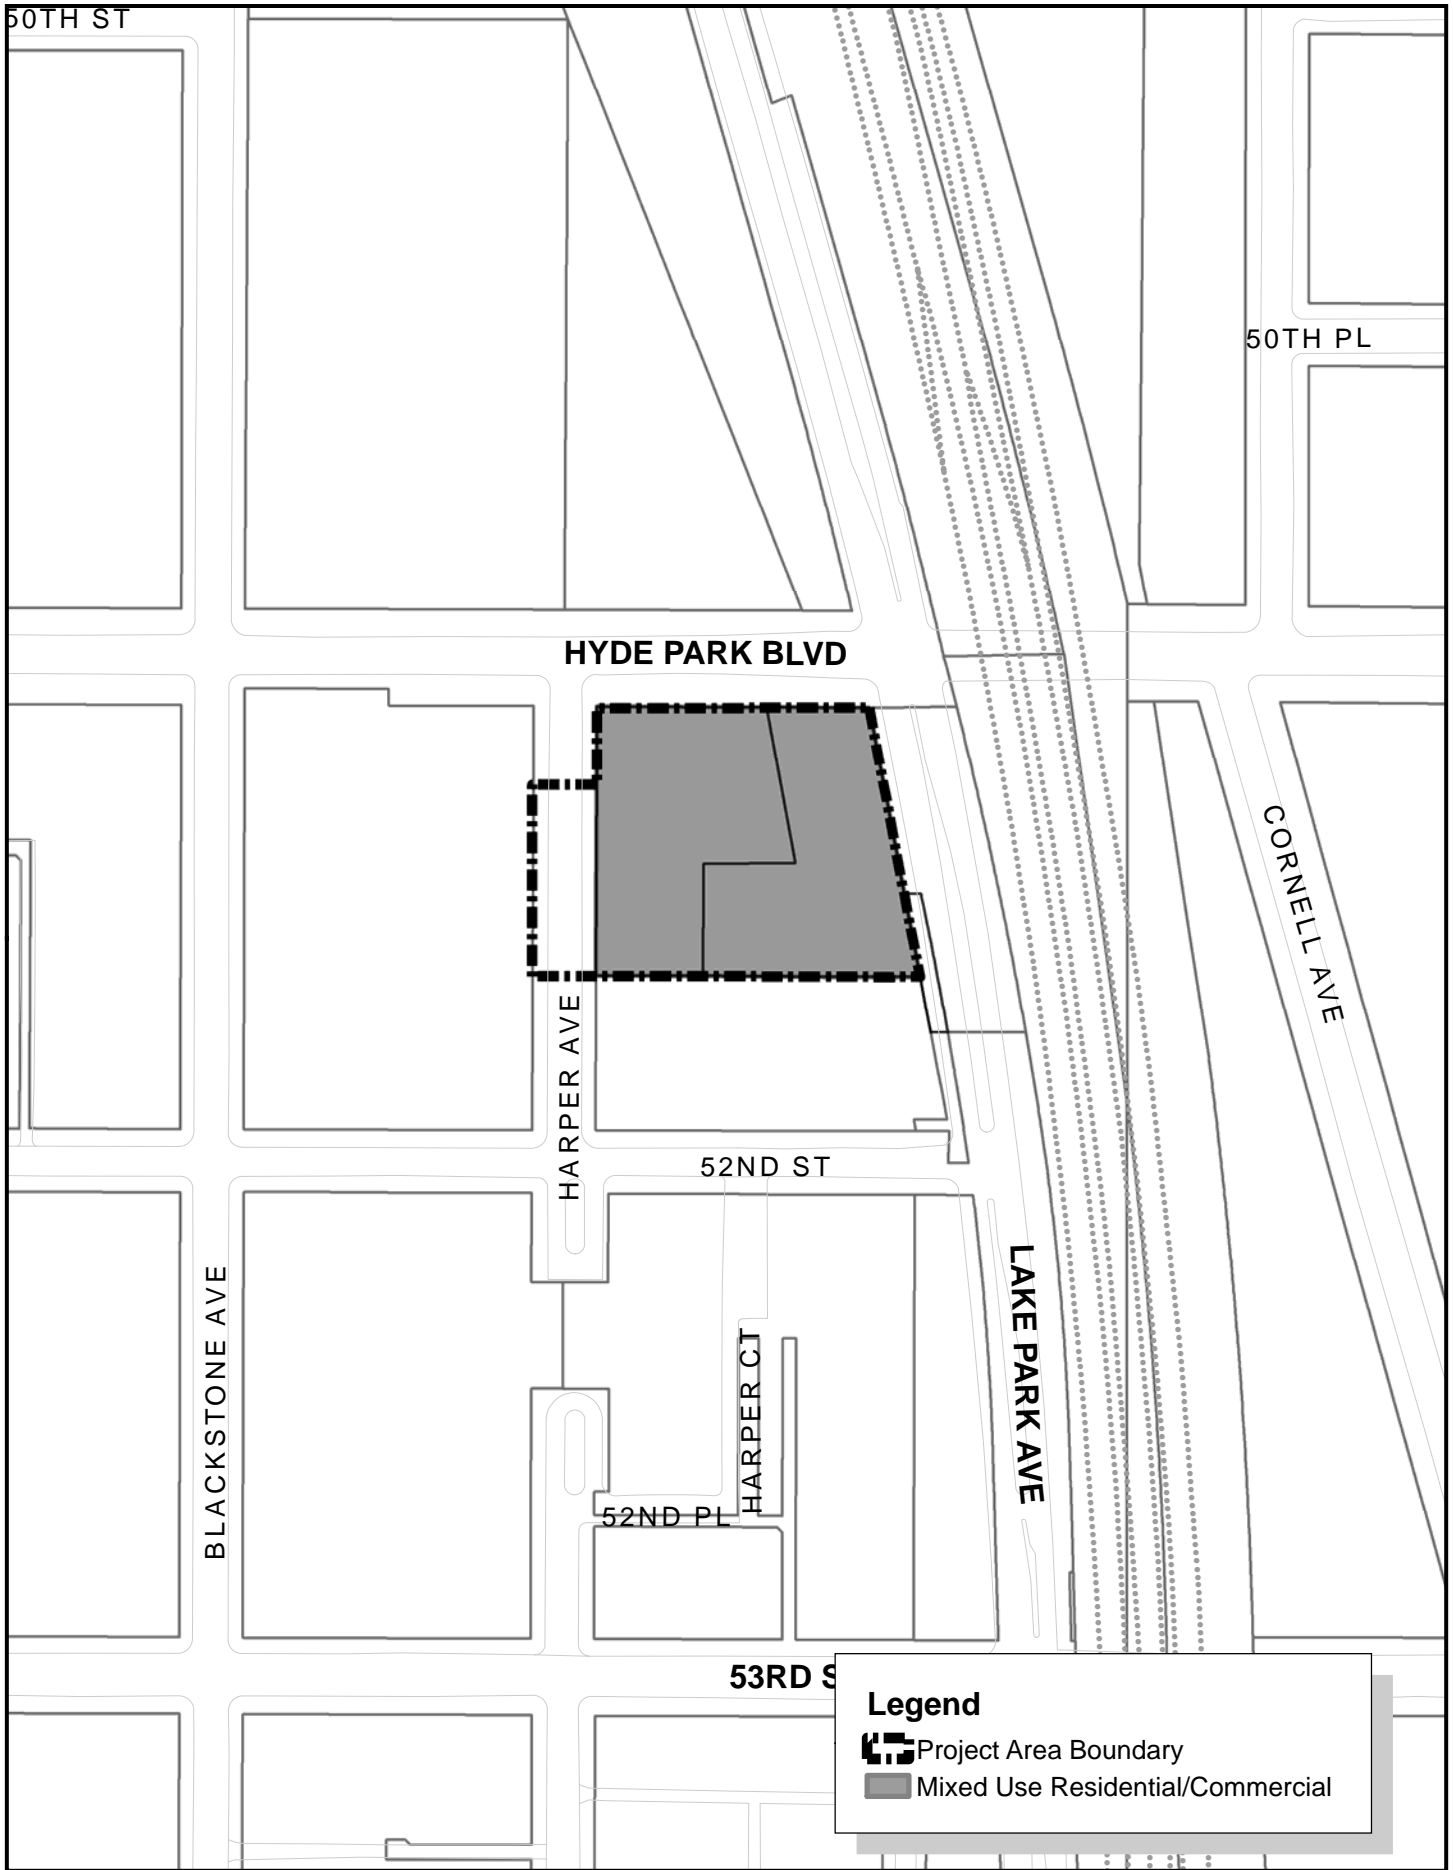 50TH ST
50TH PL
HYDE PARK BLVD
CORNELL AVE
HARPER AVE
52ND ST
LAKE PARK AVE
BLACKSTONE AVE
HARPER CT
52ND PL
53RD S
Legend
Project Area Boundary
Mixed Use Residential/Commercial